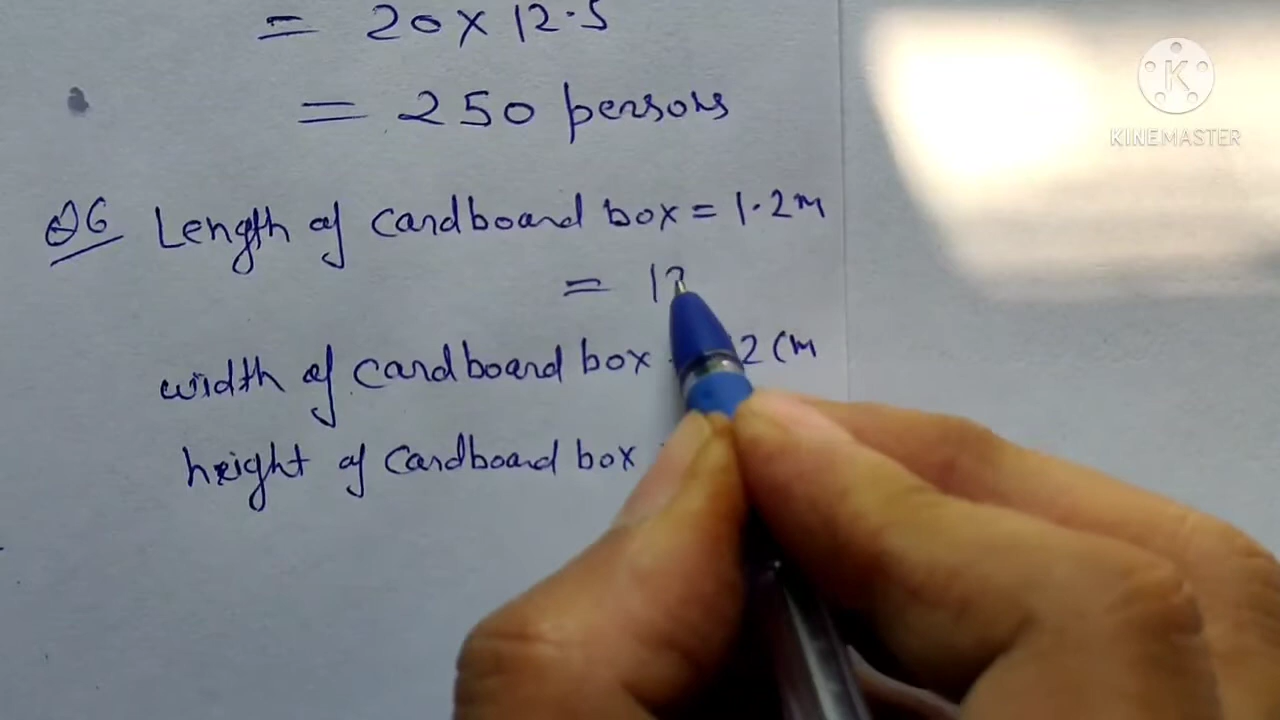 = 20 x 12.5
= 250 persons
Q6 Length of cardboard box = 1.2m
= 12
width of cardboard box 2 cm
height of cardboard box
K
KINEMASTER